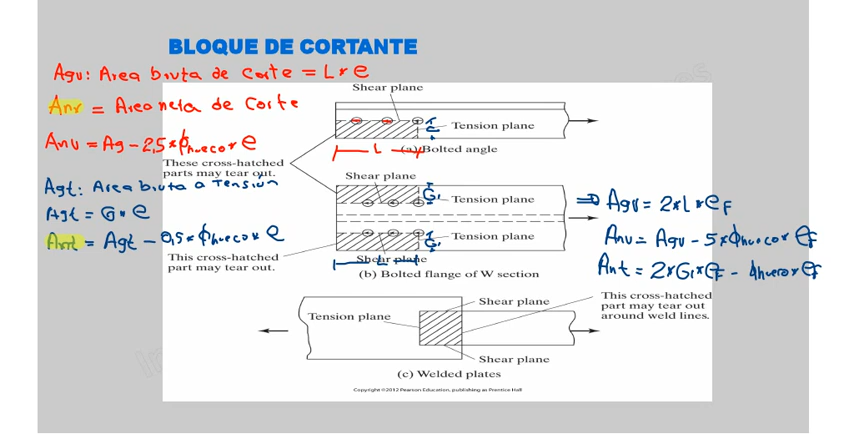 BLOQUE DE CORTANTE
Agv: Area bruta de corte = L * e
Shear plane
Anv = Area neta de Corte
Tension plane
(a) Bolted angle
L
Anv = Ag - 2,5 * ϕhueco * e
These cross-hatched
parts may tear out.
Shear plane
Agt: Area bruta a Tensión
Tension plane
G1
Agt = G * e
Ant = Agt - 0,5 * ϕhueco * e
Tension plane
G1
This cross-hatched
part may tear out.
Shear plane
L
(b) Bolted flange of W section
⇒ Agv = 2 * L * eF
Anv = Agv - 5 * ϕhueco * eF
Ant = 2 * G1 * eF - ϕhueco * eF
Shear plane
Tension plane
This cross-hatched
part may tear out
around weld lines.
Shear plane
(c) Welded plates
Copyright ©2012 Pearson Education, publishing as Prentice Hall